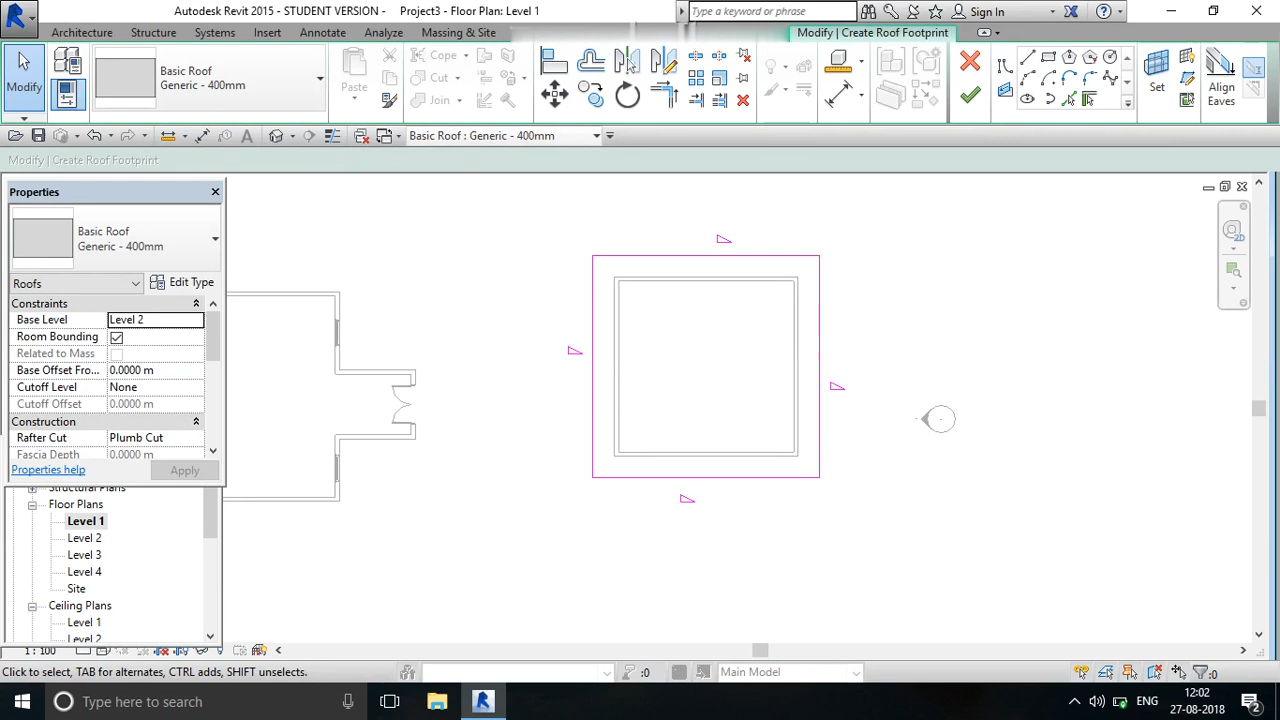 Autodesk Revit 2015 - STUDENT VERSION - Project3 - Floor Plan: Level 1
Type a keyword or phrase
Sign In
Architecture Structure Systems Insert Annotate Analyze Massing & Site Modify | Create Roof Footprint
Modify
Basic Roof
Generic - 400mm
Paste
Cope
Cut
Join
Set
Align
Eaves
Basic Roof : Generic - 400mm
Modify | Create Roof Footprint
Properties
Basic Roof
Generic - 400mm
Roofs
Edit Type
Constraints
Base Level Level 2
Room Bounding
Related to Mass
Base Offset Fro... 0.0000 m
Cutoff Level None
Cutoff Offset 0.0000 m
Construction
Rafter Cut Plumb Cut
Fascia Depth 0.0000 m
Properties help Apply
Structural Plans
Floor Plans
Level 1
Level 2
Level 3
Level 4
Site
Ceiling Plans
Level 1
Level 2
2D
1 : 100
Click to select, TAB for alternates, CTRL adds, SHIFT unselects.
:0
Main Model
:0
Type here to search
ENG
12:02
27-08-2018
2